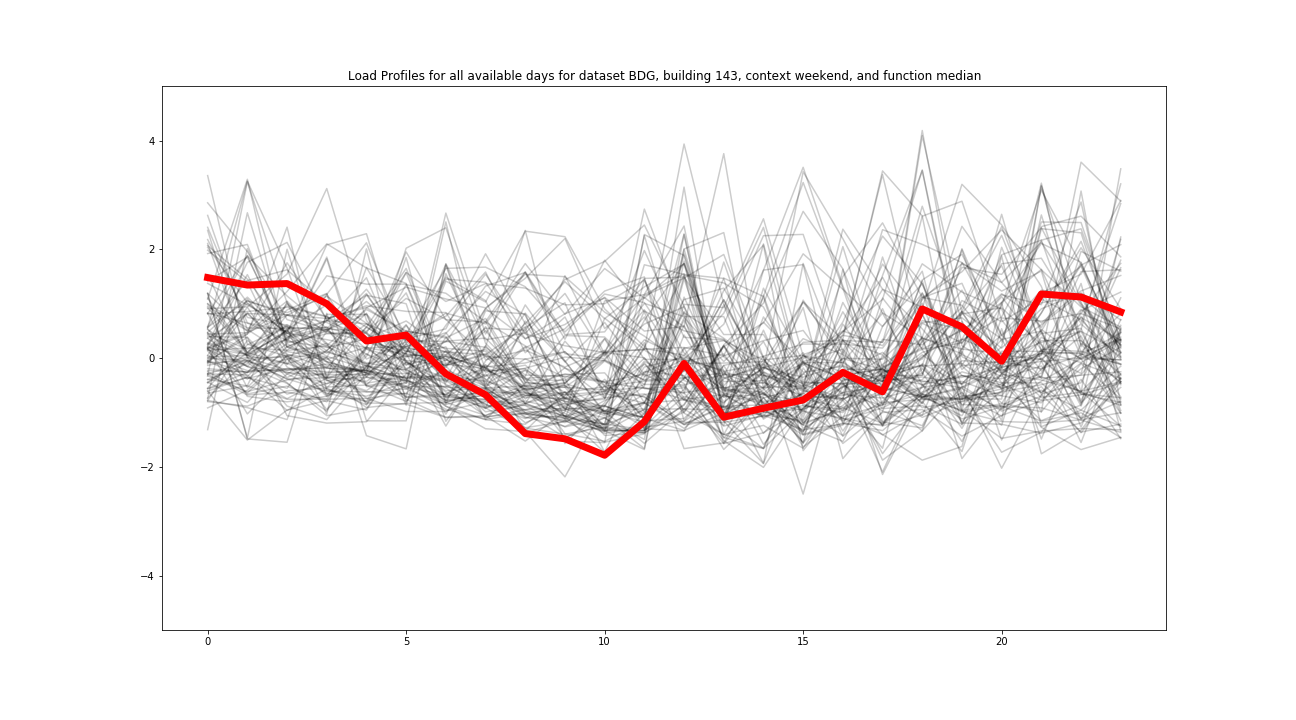 Load Profiles for all available days for dataset BDG, building 143, context weekend, and function median
4
2
0
−2
−4
0 5 10 15 20